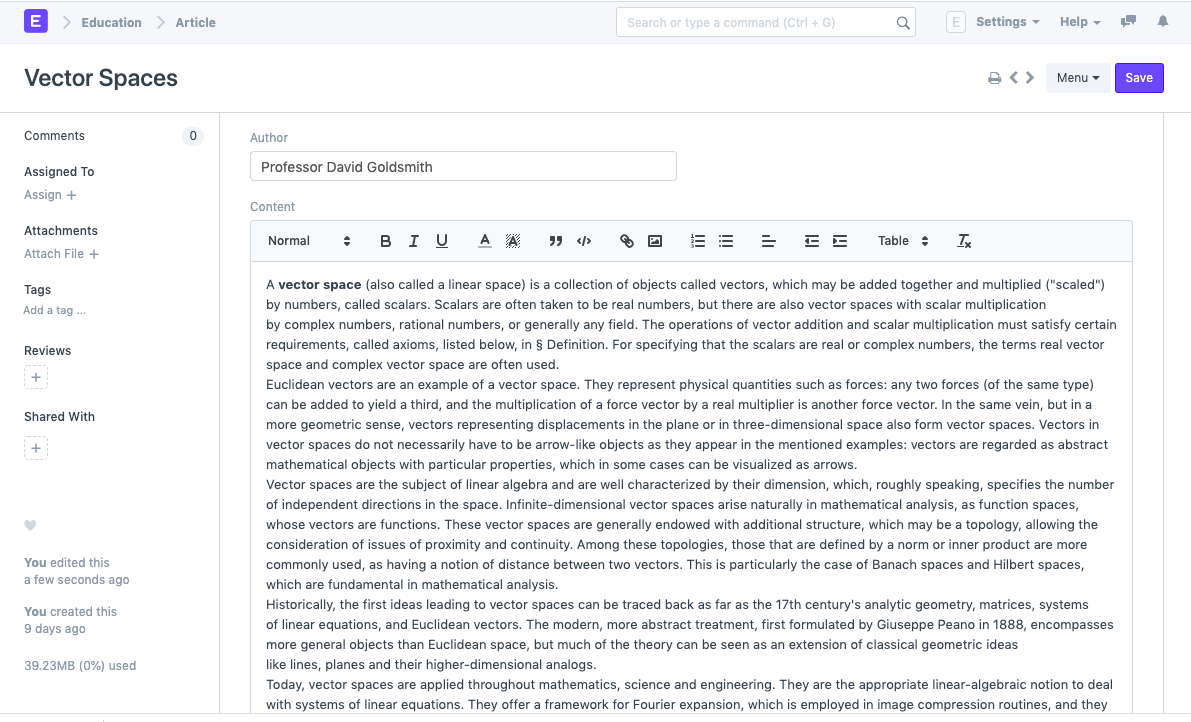 E Education Article Search or type a command (Ctrl + G) E Settings Help
Vector Spaces Menu Save
Comments 0
Assigned To
Assign +
Attachments
Attach File +
Tags
Add a tag ...
Reviews
+
Shared With
+
You edited this
a few seconds ago
You created this
9 days ago
39.23MB (0%) used
Author
Professor David Goldsmith
Content
Normal B I U A A Table Tx
A vector space (also called a linear space) is a collection of objects called vectors, which may be added together and multiplied ("scaled")
by numbers, called scalars. Scalars are often taken to be real numbers, but there are also vector spaces with scalar multiplication
by complex numbers, rational numbers, or generally any field. The operations of vector addition and scalar multiplication must satisfy certain
requirements, called axioms, listed below, in § Definition. For specifying that the scalars are real or complex numbers, the terms real vector
space and complex vector space are often used.
Euclidean vectors are an example of a vector space. They represent physical quantities such as forces: any two forces (of the same type)
can be added to yield a third, and the multiplication of a force vector by a real multiplier is another force vector. In the same vein, but in a
more geometric sense, vectors representing displacements in the plane or in three-dimensional space also form vector spaces. Vectors in
vector spaces do not necessarily have to be arrow-like objects as they appear in the mentioned examples: vectors are regarded as abstract
mathematical objects with particular properties, which in some cases can be visualized as arrows.
Vector spaces are the subject of linear algebra and are well characterized by their dimension, which, roughly speaking, specifies the number
of independent directions in the space. Infinite-dimensional vector spaces arise naturally in mathematical analysis, as function spaces,
whose vectors are functions. These vector spaces are generally endowed with additional structure, which may be a topology, allowing the
consideration of issues of proximity and continuity. Among these topologies, those that are defined by a norm or inner product are more
commonly used, as having a notion of distance between two vectors. This is particularly the case of Banach spaces and Hilbert spaces,
which are fundamental in mathematical analysis.
Historically, the first ideas leading to vector spaces can be traced back as far as the 17th century's analytic geometry, matrices, systems
of linear equations, and Euclidean vectors. The modern, more abstract treatment, first formulated by Giuseppe Peano in 1888, encompasses
more general objects than Euclidean space, but much of the theory can be seen as an extension of classical geometric ideas
like lines, planes and their higher-dimensional analogs.
Today, vector spaces are applied throughout mathematics, science and engineering. They are the appropriate linear-algebraic notion to deal
with systems of linear equations. They offer a framework for Fourier expansion, which is employed in image compression routines, and they